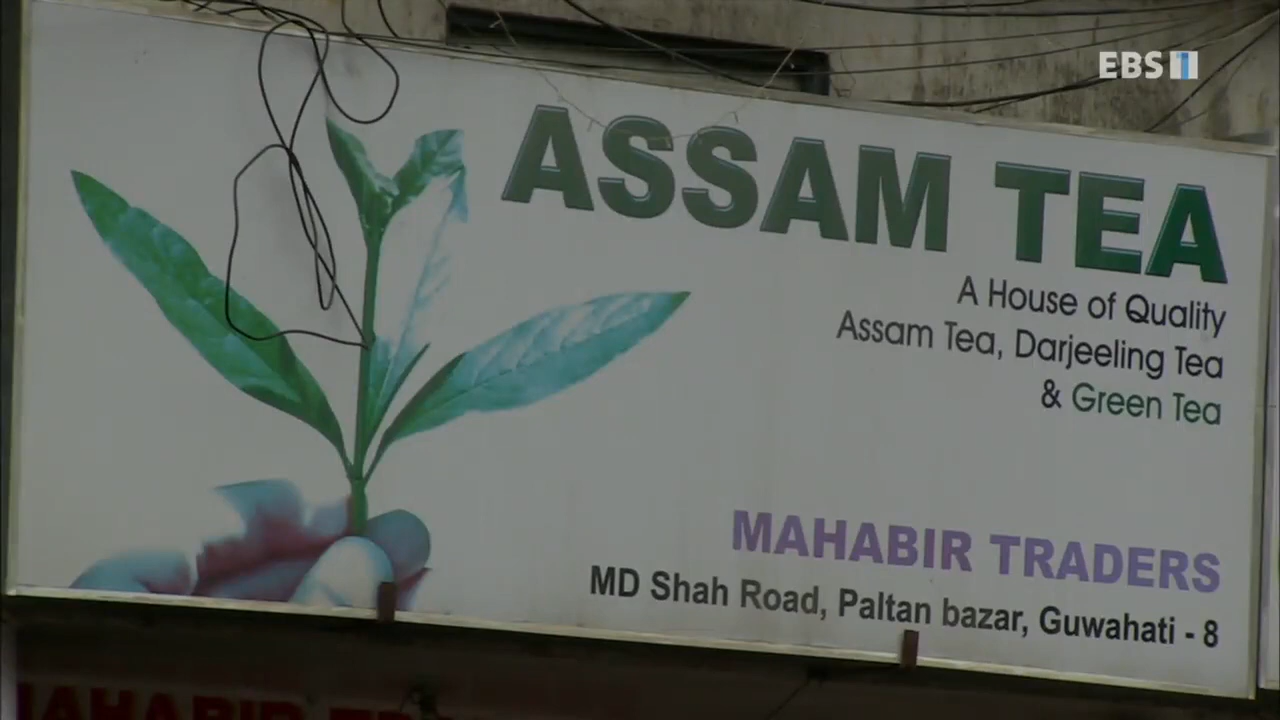 EBS 1
ASSAM TEA
A House of Quality
Assam Tea, Darjeeling Tea
& Green Tea
MAHABIR TRADERS
MD Shah Road, Paltan bazar, Guwahati - 8
MAHABIR